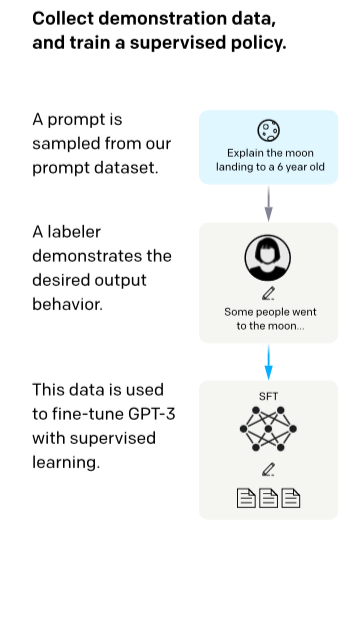 Collect demonstration data,
and train a supervised policy.
A prompt is
sampled from our
prompt dataset.
Explain the moon
landing to a 6 year old
A labeler
demonstrates the
desired output
behavior.
Some people went
to the moon...
This data is used
to fine-tune GPT-3
with supervised
learning.
SFT